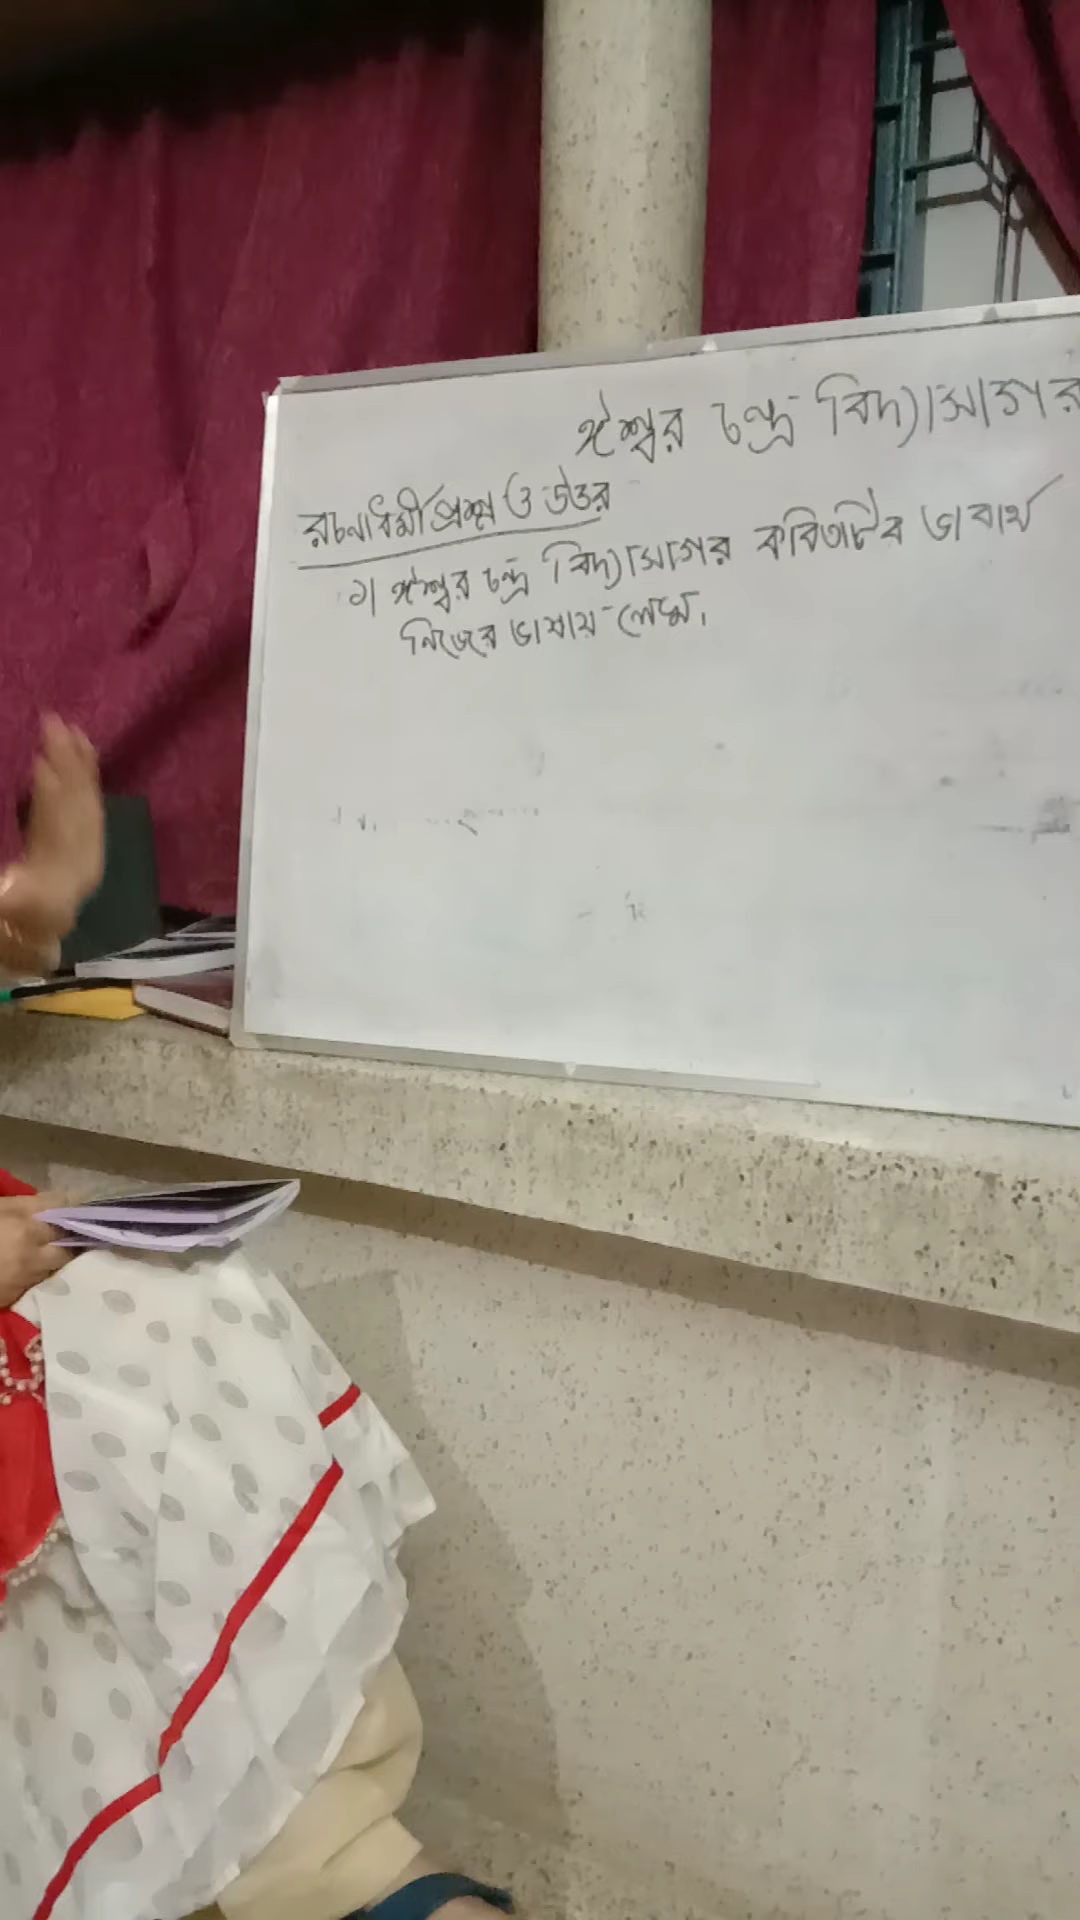 ঈশ্বর চন্দ্র বিদ্যাসাগর
রচনাধর্মী প্রশ্ন ও উত্তর
১। ঈশ্বর চন্দ্র বিদ্যাসাগর কবিতাটির ভাবার্থ
নিজের ভাষায় লেখো।